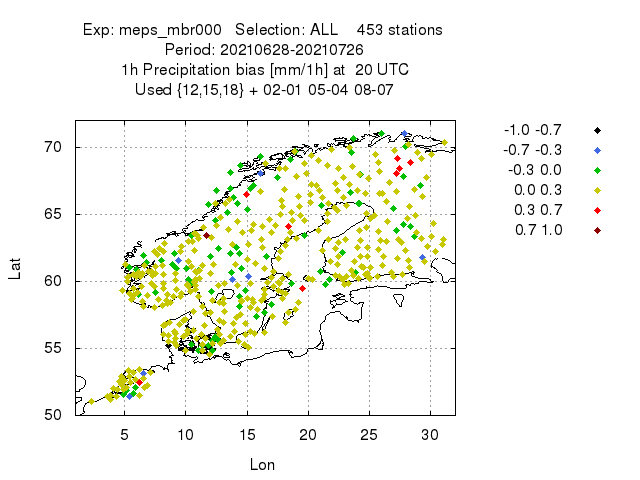 Exp: meps_mbr000   Selection: ALL    453 stations
Period: 20210628-20210726
1h Precipitation bias [mm/1h] at  20 UTC
Used {12,15,18} + 02-01 05-04 08-07
-1.0 -0.7
-0.7 -0.3
-0.3 0.0
0.0 0.3
0.3 0.7
0.7 1.0
Lat
70
65
60
55
50
5 10 15 20 25 30
Lon